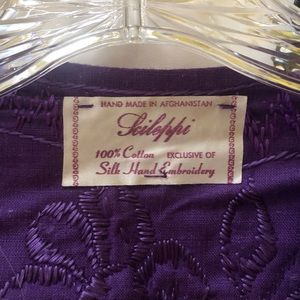 HAND MADE IN AFGHANISTAN
Scileppi
100% Cotton EXCLUSIVE OF
Silk Hand Embroidery